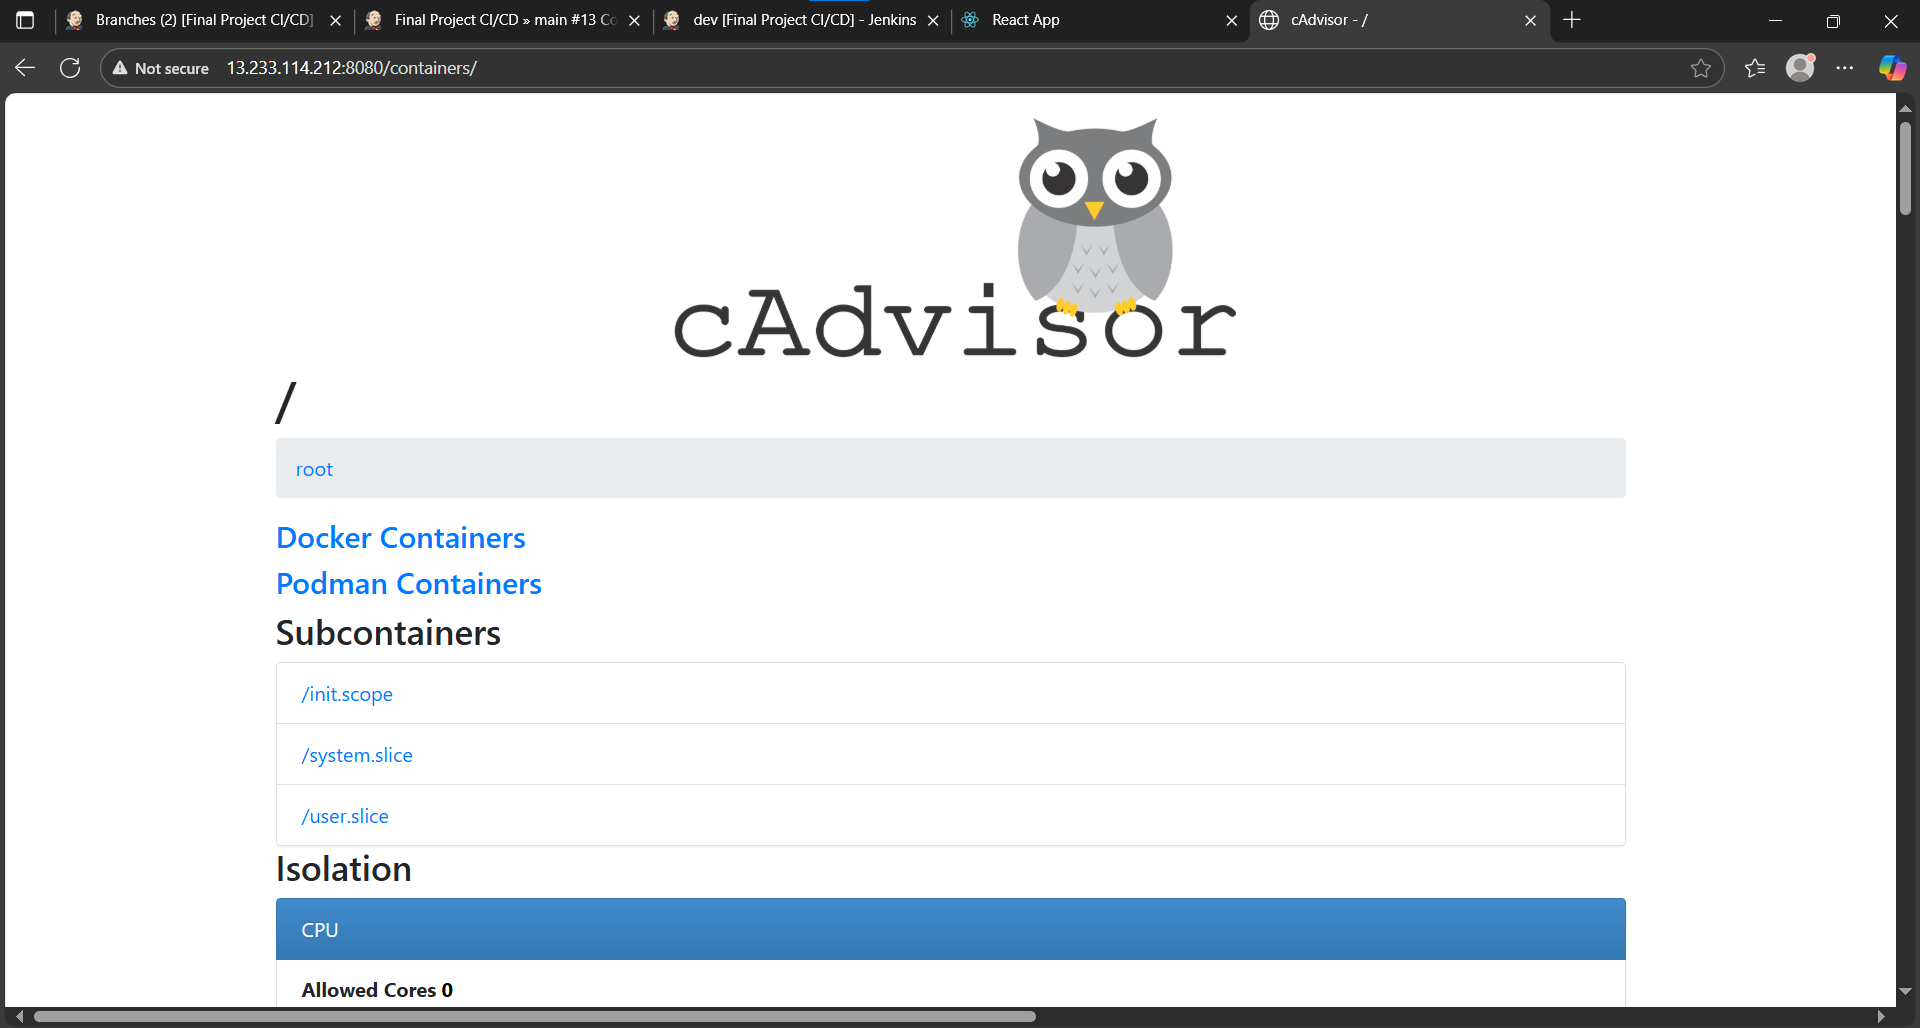 Branches (2) [Final Project CI/CD]
Final Project CI/CD » main #13 Co
dev [Final Project CI/CD] - Jenkins
React App
cAdvisor - /
Not secure
13.233.114.212:8080/containers/
cAdvisor
/
root
Docker Containers
Podman Containers
Subcontainers
/init.scope
/system.slice
/user.slice
Isolation
CPU
Allowed Cores 0